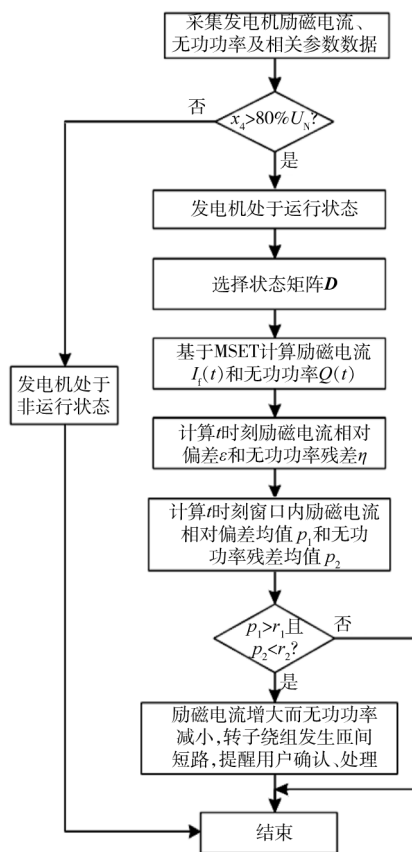 采集发电机励磁电流、
无功功率及相关参数数据
否
x₄>80%U_N?
是
发电机处于运行状态
选择状态矩阵D
基于MSET计算励磁电流
I_f(t)和无功功率Q(t)
发电机处于
非运行状态
计算t时刻励磁电流相对
偏差ε和无功功率残差η
计算t时刻窗口内励磁电流
相对偏差均值p₁和无功
功率残差均值p₂
p₁>r₁且
p₂<r₂?
否
是
励磁电流增大而无功功率
减小,转子绕组发生匝间
短路,提醒用户确认、处理
结束